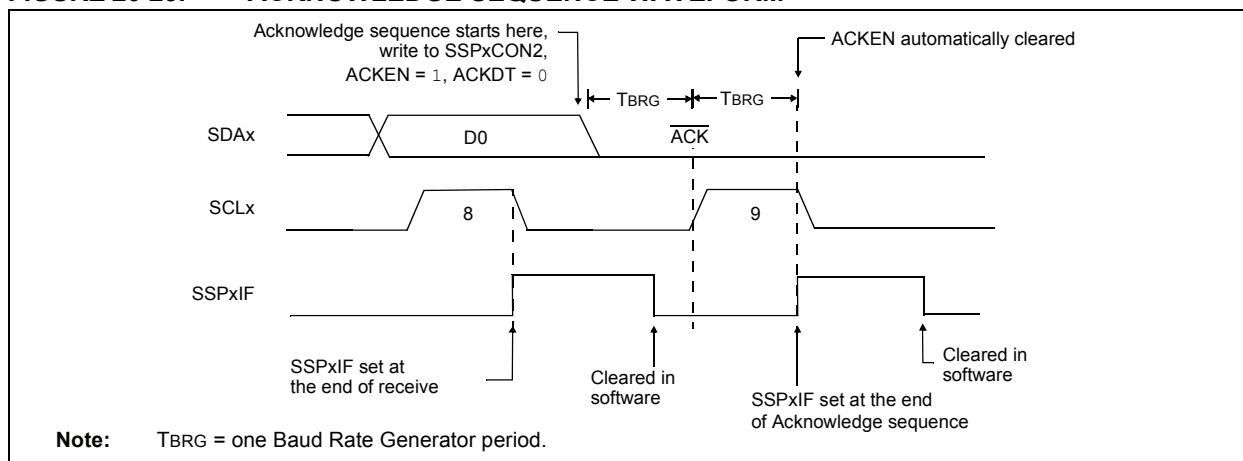 Acknowledge sequence starts here,
write to SSPxCON2,
ACKEN = 1, ACKDT = 0
ACKEN automatically cleared
TBRG
TBRG
SDAx
D0
ACK
SCLx
8
9
SSPxIF
SSPxIF set at
the end of receive
Cleared in
software
SSPxIF set at the end
of Acknowledge sequence
Cleared in
software
Note: TBRG = one Baud Rate Generator period.